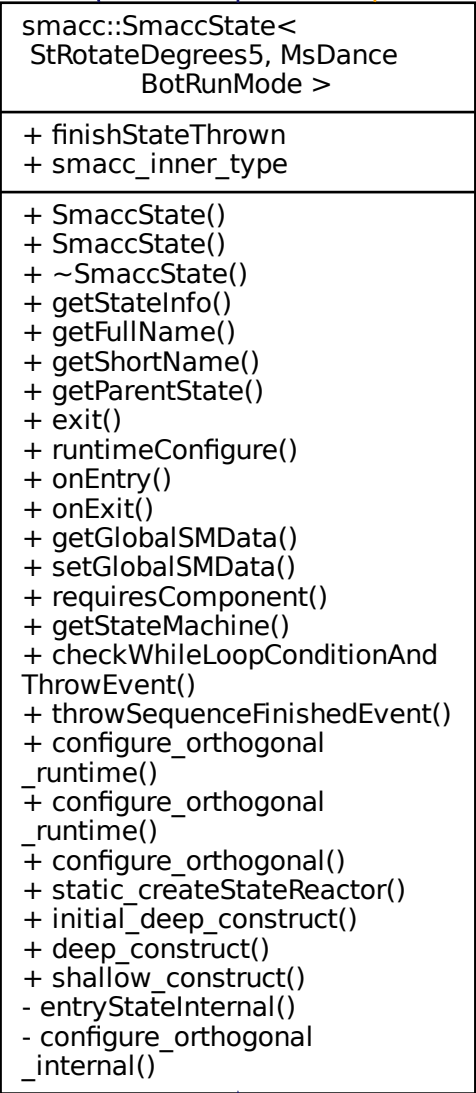 smacc::SmaccState<
StRotateDegrees5, MsDance
BotRunMode >
+ finishStateThrown
+ smacc_inner_type
+ SmaccState()
+ SmaccState()
+ ~SmaccState()
+ getStateInfo()
+ getFullName()
+ getShortName()
+ getParentState()
+ exit()
+ runtimeConfigure()
+ onEntry()
+ onExit()
+ getGlobalSMData()
+ setGlobalSMData()
+ requiresComponent()
+ getStateMachine()
+ checkWhileLoopConditionAnd
ThrowEvent()
+ throwSequenceFinishedEvent()
+ configure_orthogonal
_runtime()
+ configure_orthogonal
_runtime()
+ configure_orthogonal()
+ static_createStateReactor()
+ initial_deep_construct()
+ deep_construct()
+ shallow_construct()
- entryStateInternal()
- configure_orthogonal
_internal()